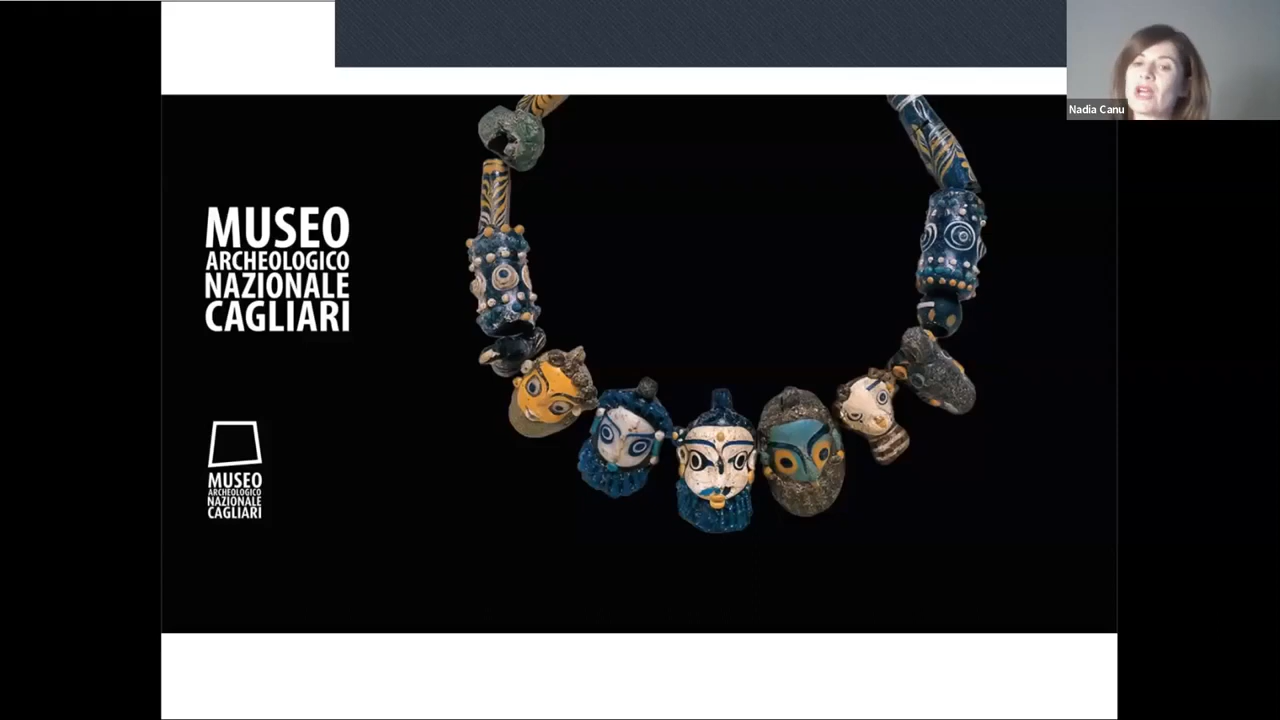 MUSEO
ARCHEOLOGICO
NAZIONALE
CAGLIARI
MUSEO
ARCHEOLOGICO
NAZIONALE
CAGLIARI
Nadia Canu